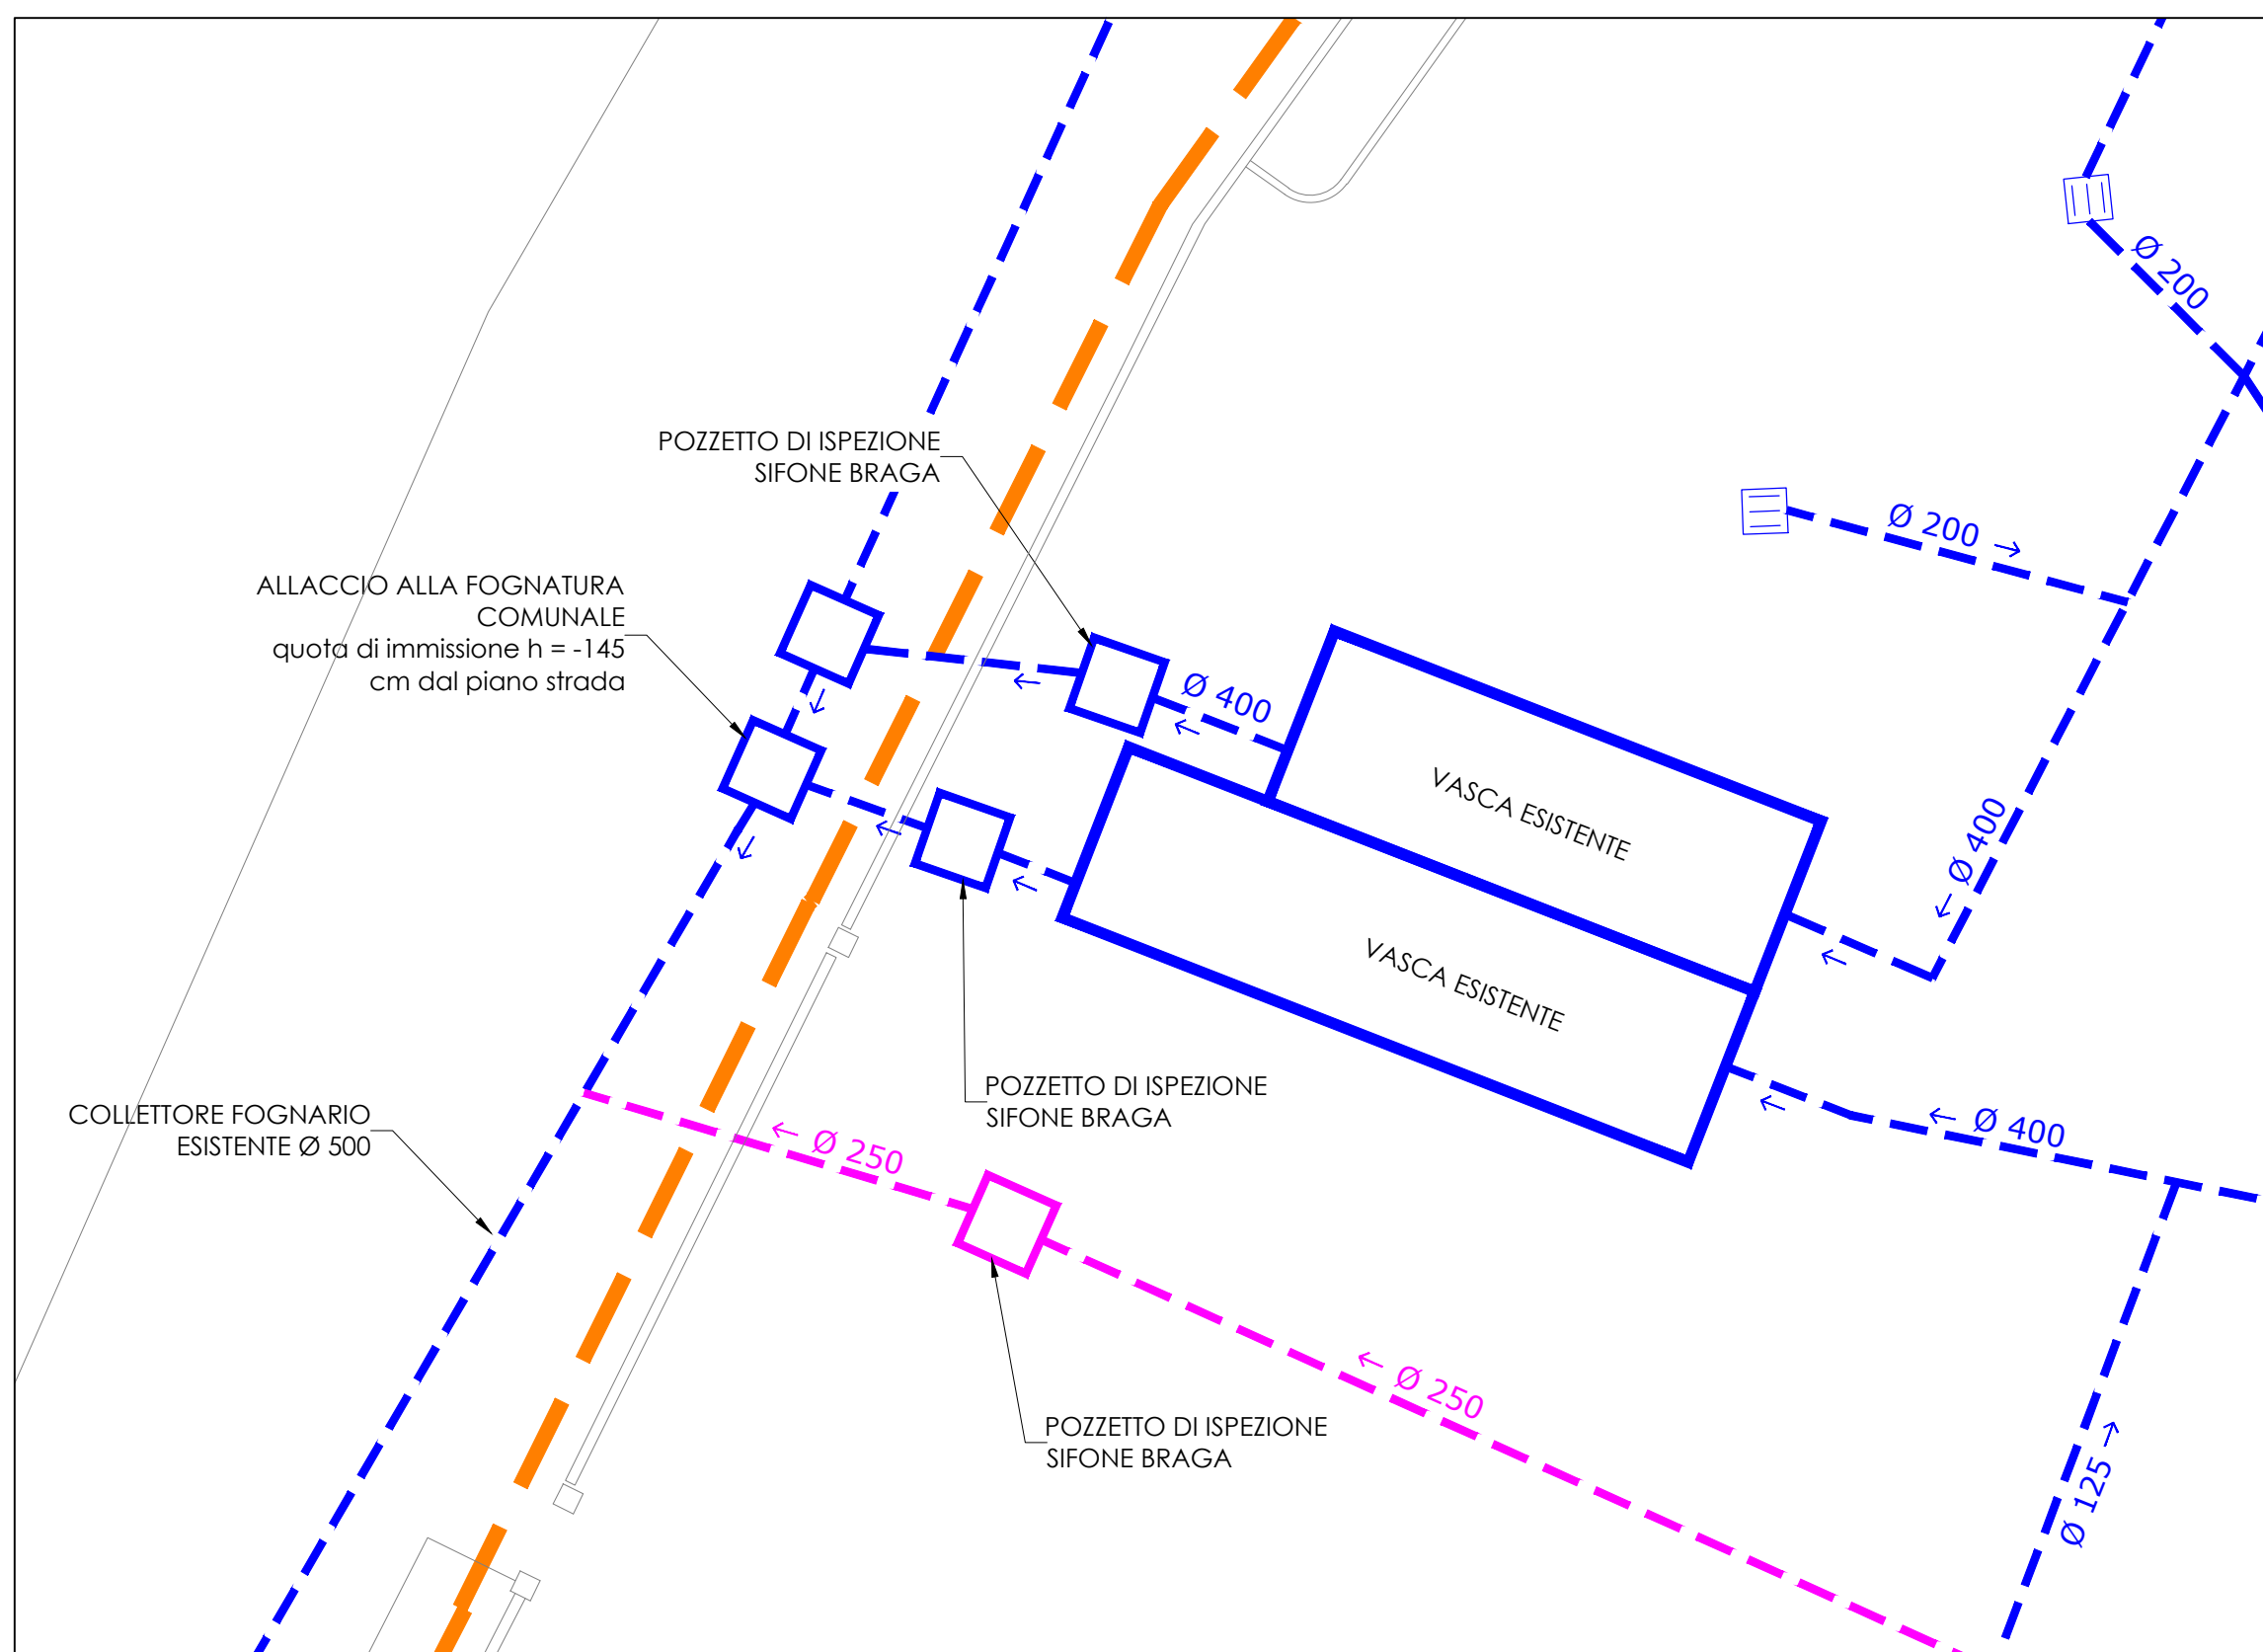 Ø 200
POZZETTO DI ISPEZIONE
SIFONE BRAGA
Ø 200
ALLACCIO ALLA FOGNATURA
COMUNALE
quota di immissione h = -145
cm dal piano strada
Ø 400
VASCA ESISTENTE
Ø 400
VASCA ESISTENTE
POZZETTO DI ISPEZIONE
SIFONE BRAGA
COLLETTORE FOGNARIO
ESISTENTE Ø 500
Ø 250
Ø 400
Ø 250
POZZETTO DI ISPEZIONE
SIFONE BRAGA
Ø 125